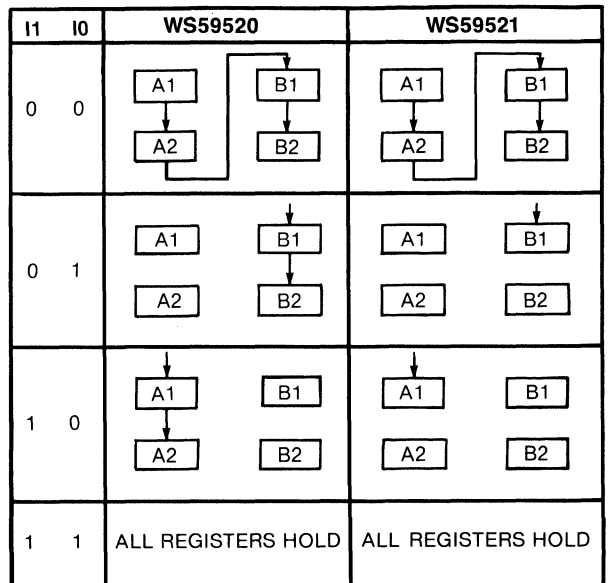 I1 I0 WS59520 WS59521
A1 B1 A1 B1
0 0
A2 B2 A2 B2
A1 B1 A1 B1
0 1
A2 B2 A2 B2
A1 B1 A1 B1
1 0
A2 B2 A2 B2
1 1 ALL REGISTERS HOLD ALL REGISTERS HOLD